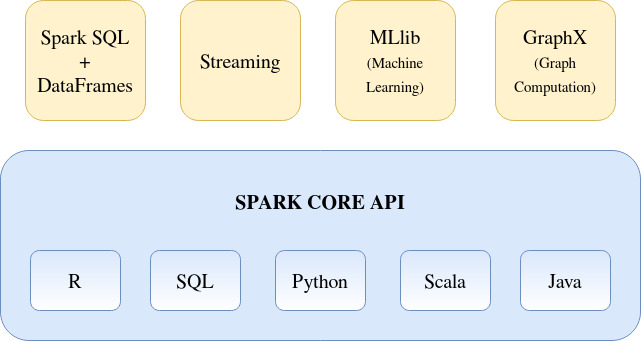 Spark SQL
+
DataFrames
Streaming
MLlib
(Machine
Learning)
GraphX
(Graph
Computation)
SPARK CORE API
R
SQL
Python
Scala
Java